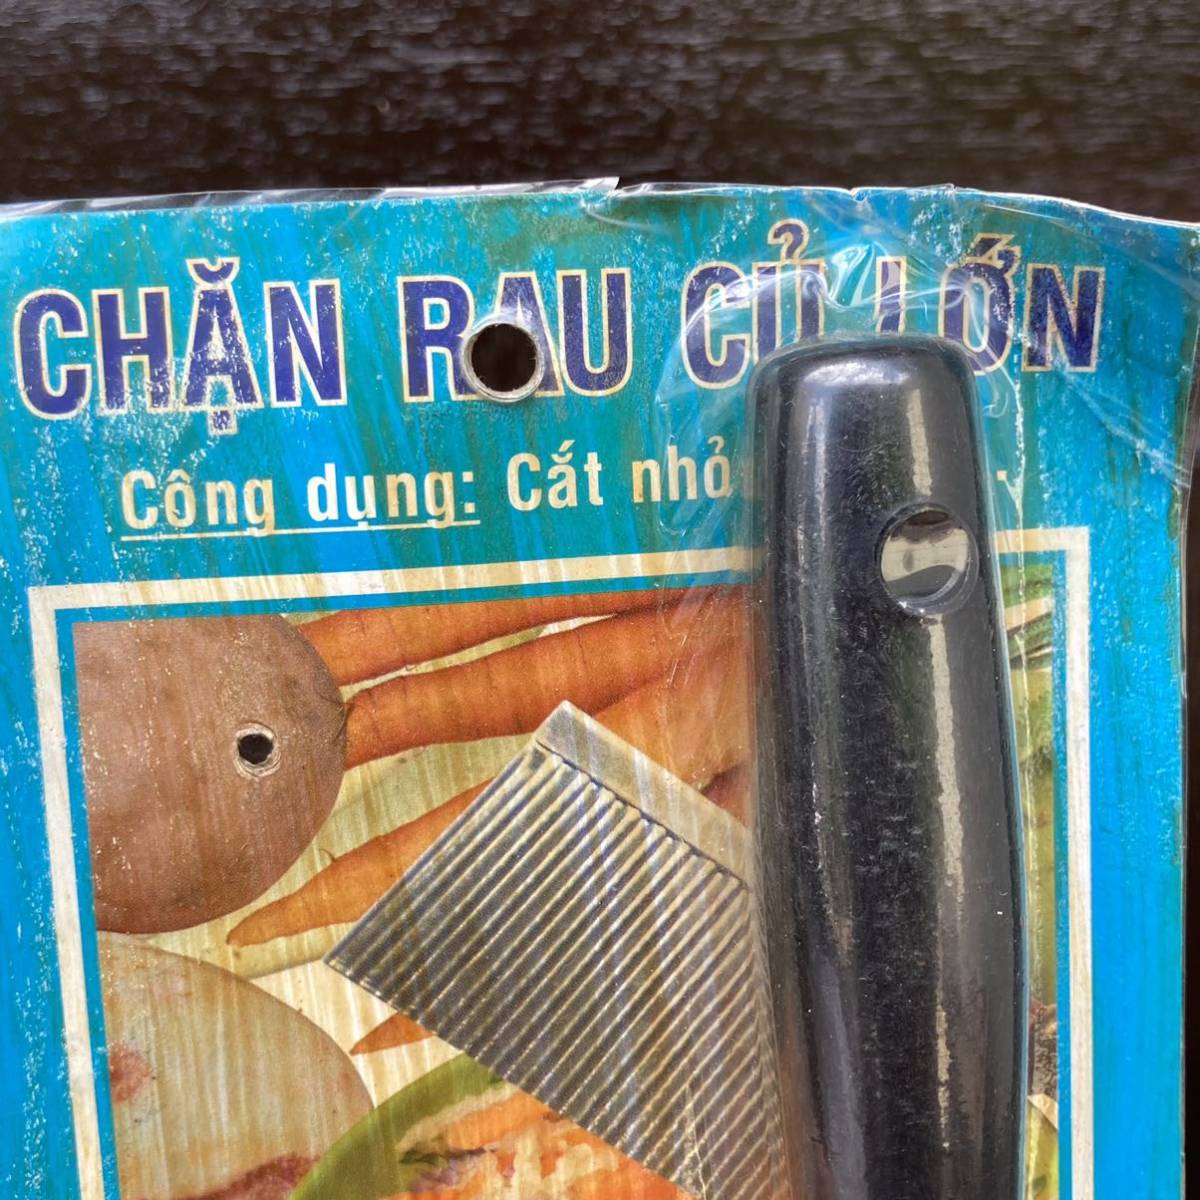 CHẶN RAU CỦ LỚN
Công dụng: Cắt nhỏ